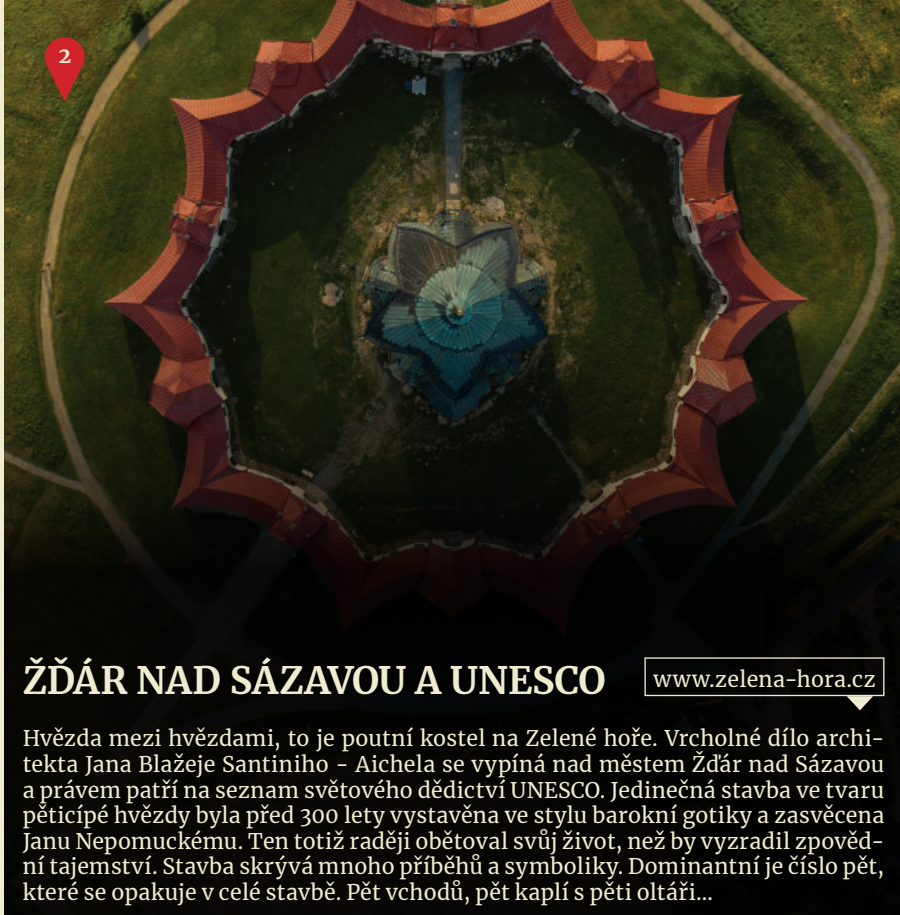 2
ŽĎÁR NAD SÁZAVOU A UNESCO
www.zelena-hora.cz
Hvězda mezi hvězdami, to je poutní kostel na Zelené hoře. Vrcholné dílo archi-
tekta Jana Blažeje Santiniho - Aichela se vypíná nad městem Žďár nad Sázavou
a právem patří na seznam světového dědictví UNESCO. Jedinečná stavba ve tvaru
pěticípé hvězdy byla před 300 lety vystavěna ve stylu barokní gotiky a zasvěcena
Janu Nepomuckému. Ten totiž raději obětoval svůj život, než by vyzradil zpověd-
ní tajemství. Stavba skrývá mnoho příběhů a symboliky. Dominantní je číslo pět,
které se opakuje v celé stavbě. Pět vchodů, pět kaplí s pěti oltáři...